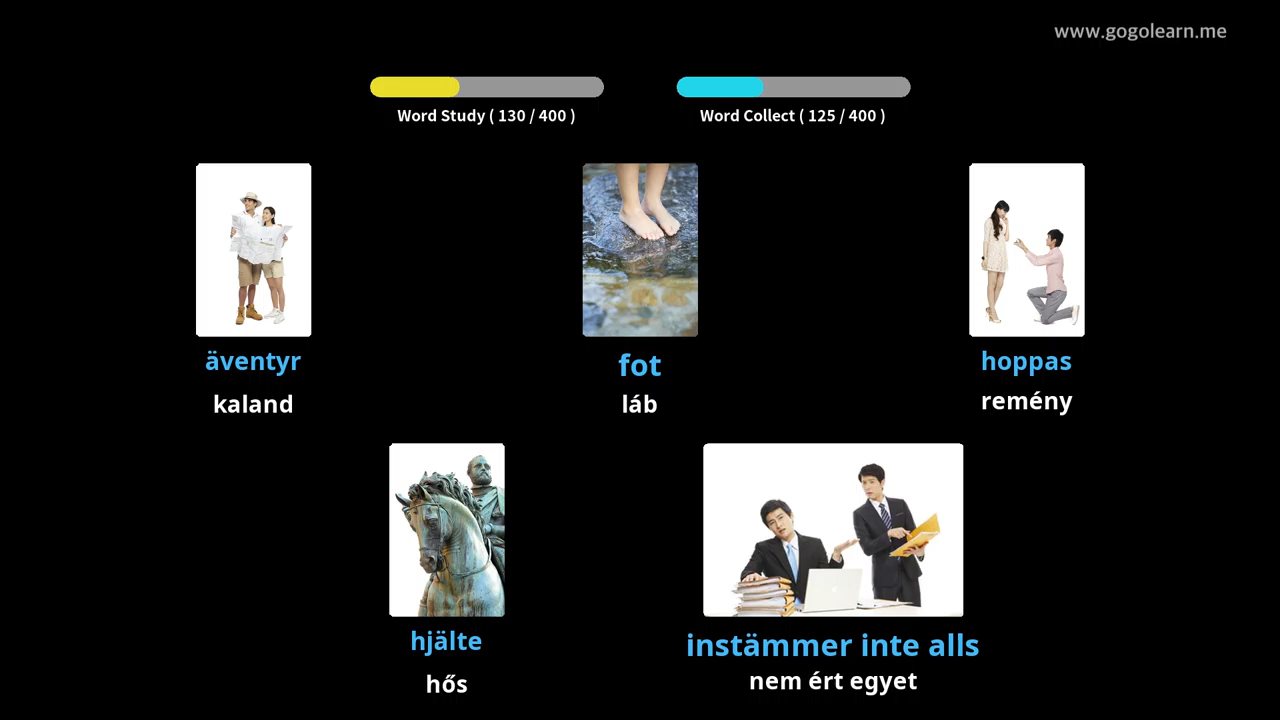 www.gogolearn.me
Word Study ( 130 / 400 )
Word Collect ( 125 / 400 )
äventyr
kaland
fot
láb
hoppas
remény
hjälte
hős
instämmer inte alls
nem ért egyet